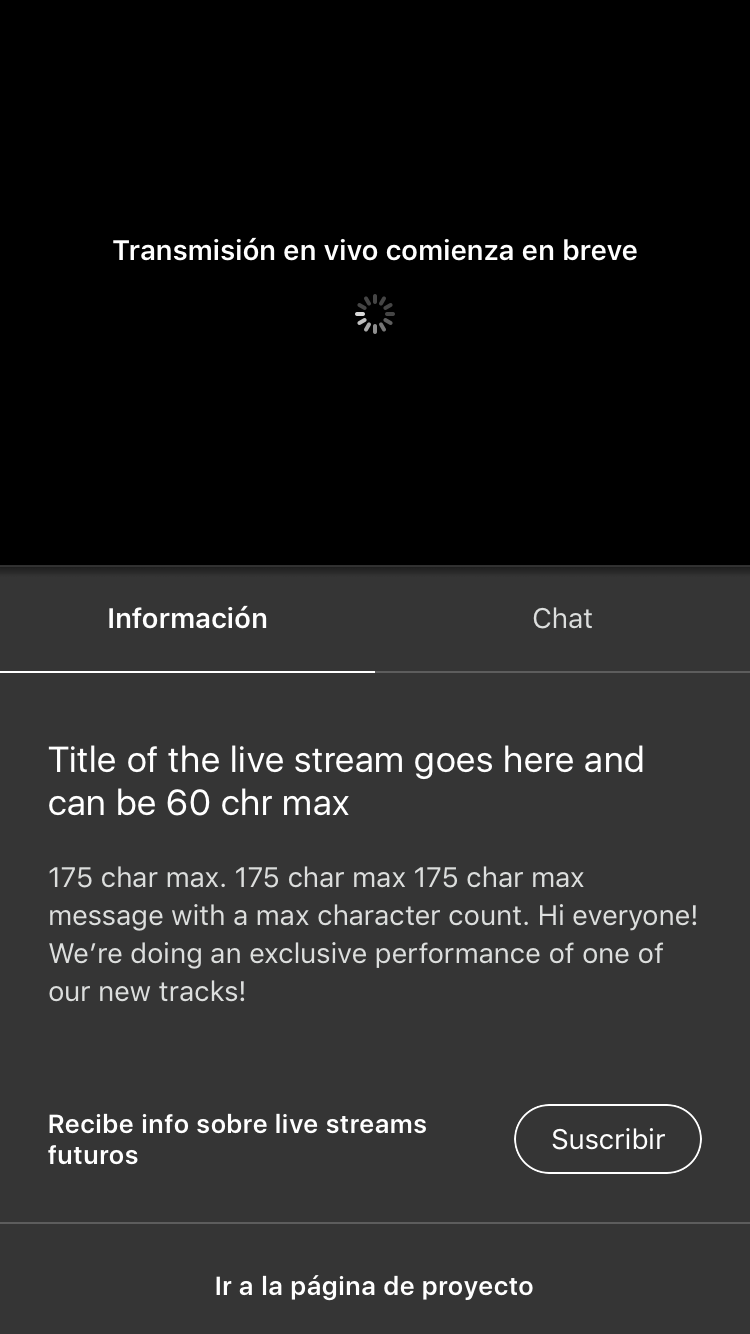 Transmisión en vivo comienza en breve
Información
Chat
Title of the live stream goes here and
can be 60 chr max
175 char max. 175 char max 175 char max
message with a max character count. Hi everyone!
We’re doing an exclusive performance of one of
our new tracks!
Recibe info sobre live streams
futuros
Suscribir
Ir a la página de proyecto